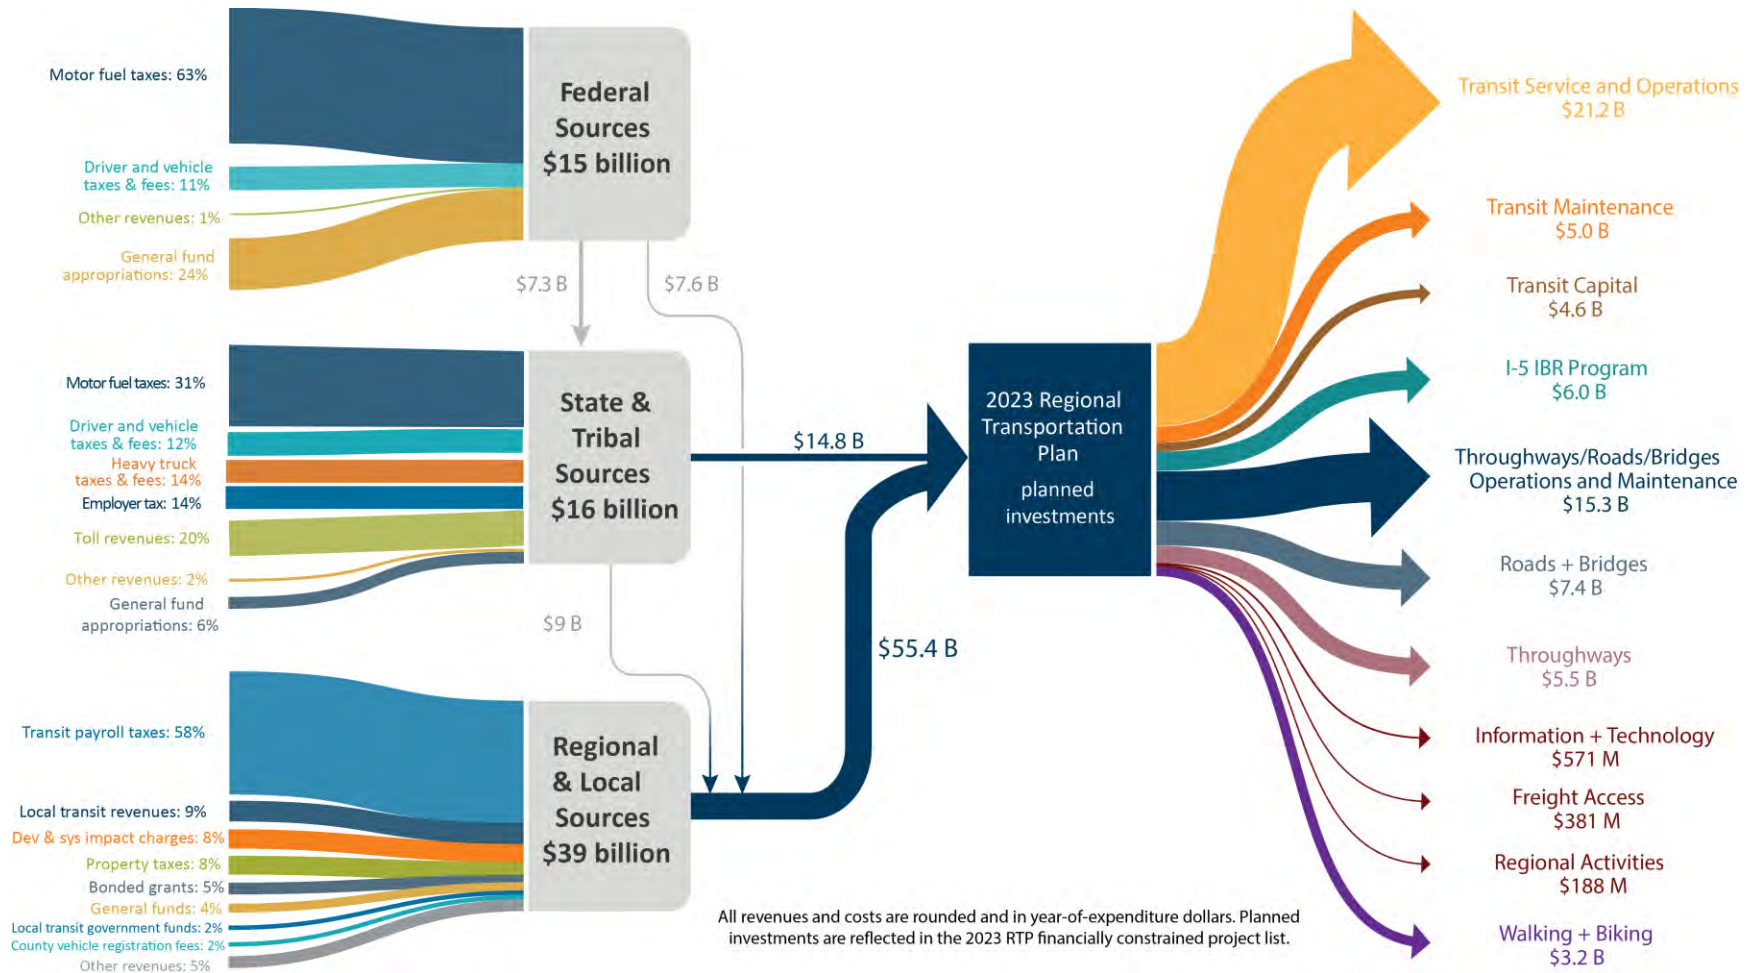 Motor fuel taxes: 63%
Driver and vehicle
taxes & fees: 11%
Other revenues: 1%
General fund
appropriations: 24%
Federal
Sources
$15 billion
$7.3 B
$7.6 B
Motor fuel taxes: 31%
Driver and vehicle
taxes & fees: 12%
Heavy truck
taxes & fees: 14%
Employer tax: 14%
Toll revenues: 20%
Other revenues: 2%
General fund
appropriations: 6%
State &
Tribal
Sources
$16 billion
$14.8 B
$9 B
$55.4 B
Transit payroll taxes: 58%
Local transit revenues: 9%
Dev & sys impact charges: 8%
Property taxes: 8%
Bonded grants: 5%
General funds: 4%
Local transit government funds: 2%
County vehicle registration fees: 2%
Other revenues: 5%
Regional
& Local
Sources
$39 billion
2023 Regional
Transportation
Plan
planned
investments
Transit Service and Operations
$21.2 B
Transit Maintenance
$5.0 B
Transit Capital
$4.6 B
I-5 IBR Program
$6.0 B
Throughways/Roads/Bridges
Operations and Maintenance
$15.3 B
Roads + Bridges
$7.4 B
Throughways
$5.5 B
Information + Technology
$571 M
Freight Access
$381 M
Regional Activities
$188 M
Walking + Biking
$3.2 B
All revenues and costs are rounded and in year-of-expenditure dollars. Planned
investments are reflected in the 2023 RTP financially constrained project list.